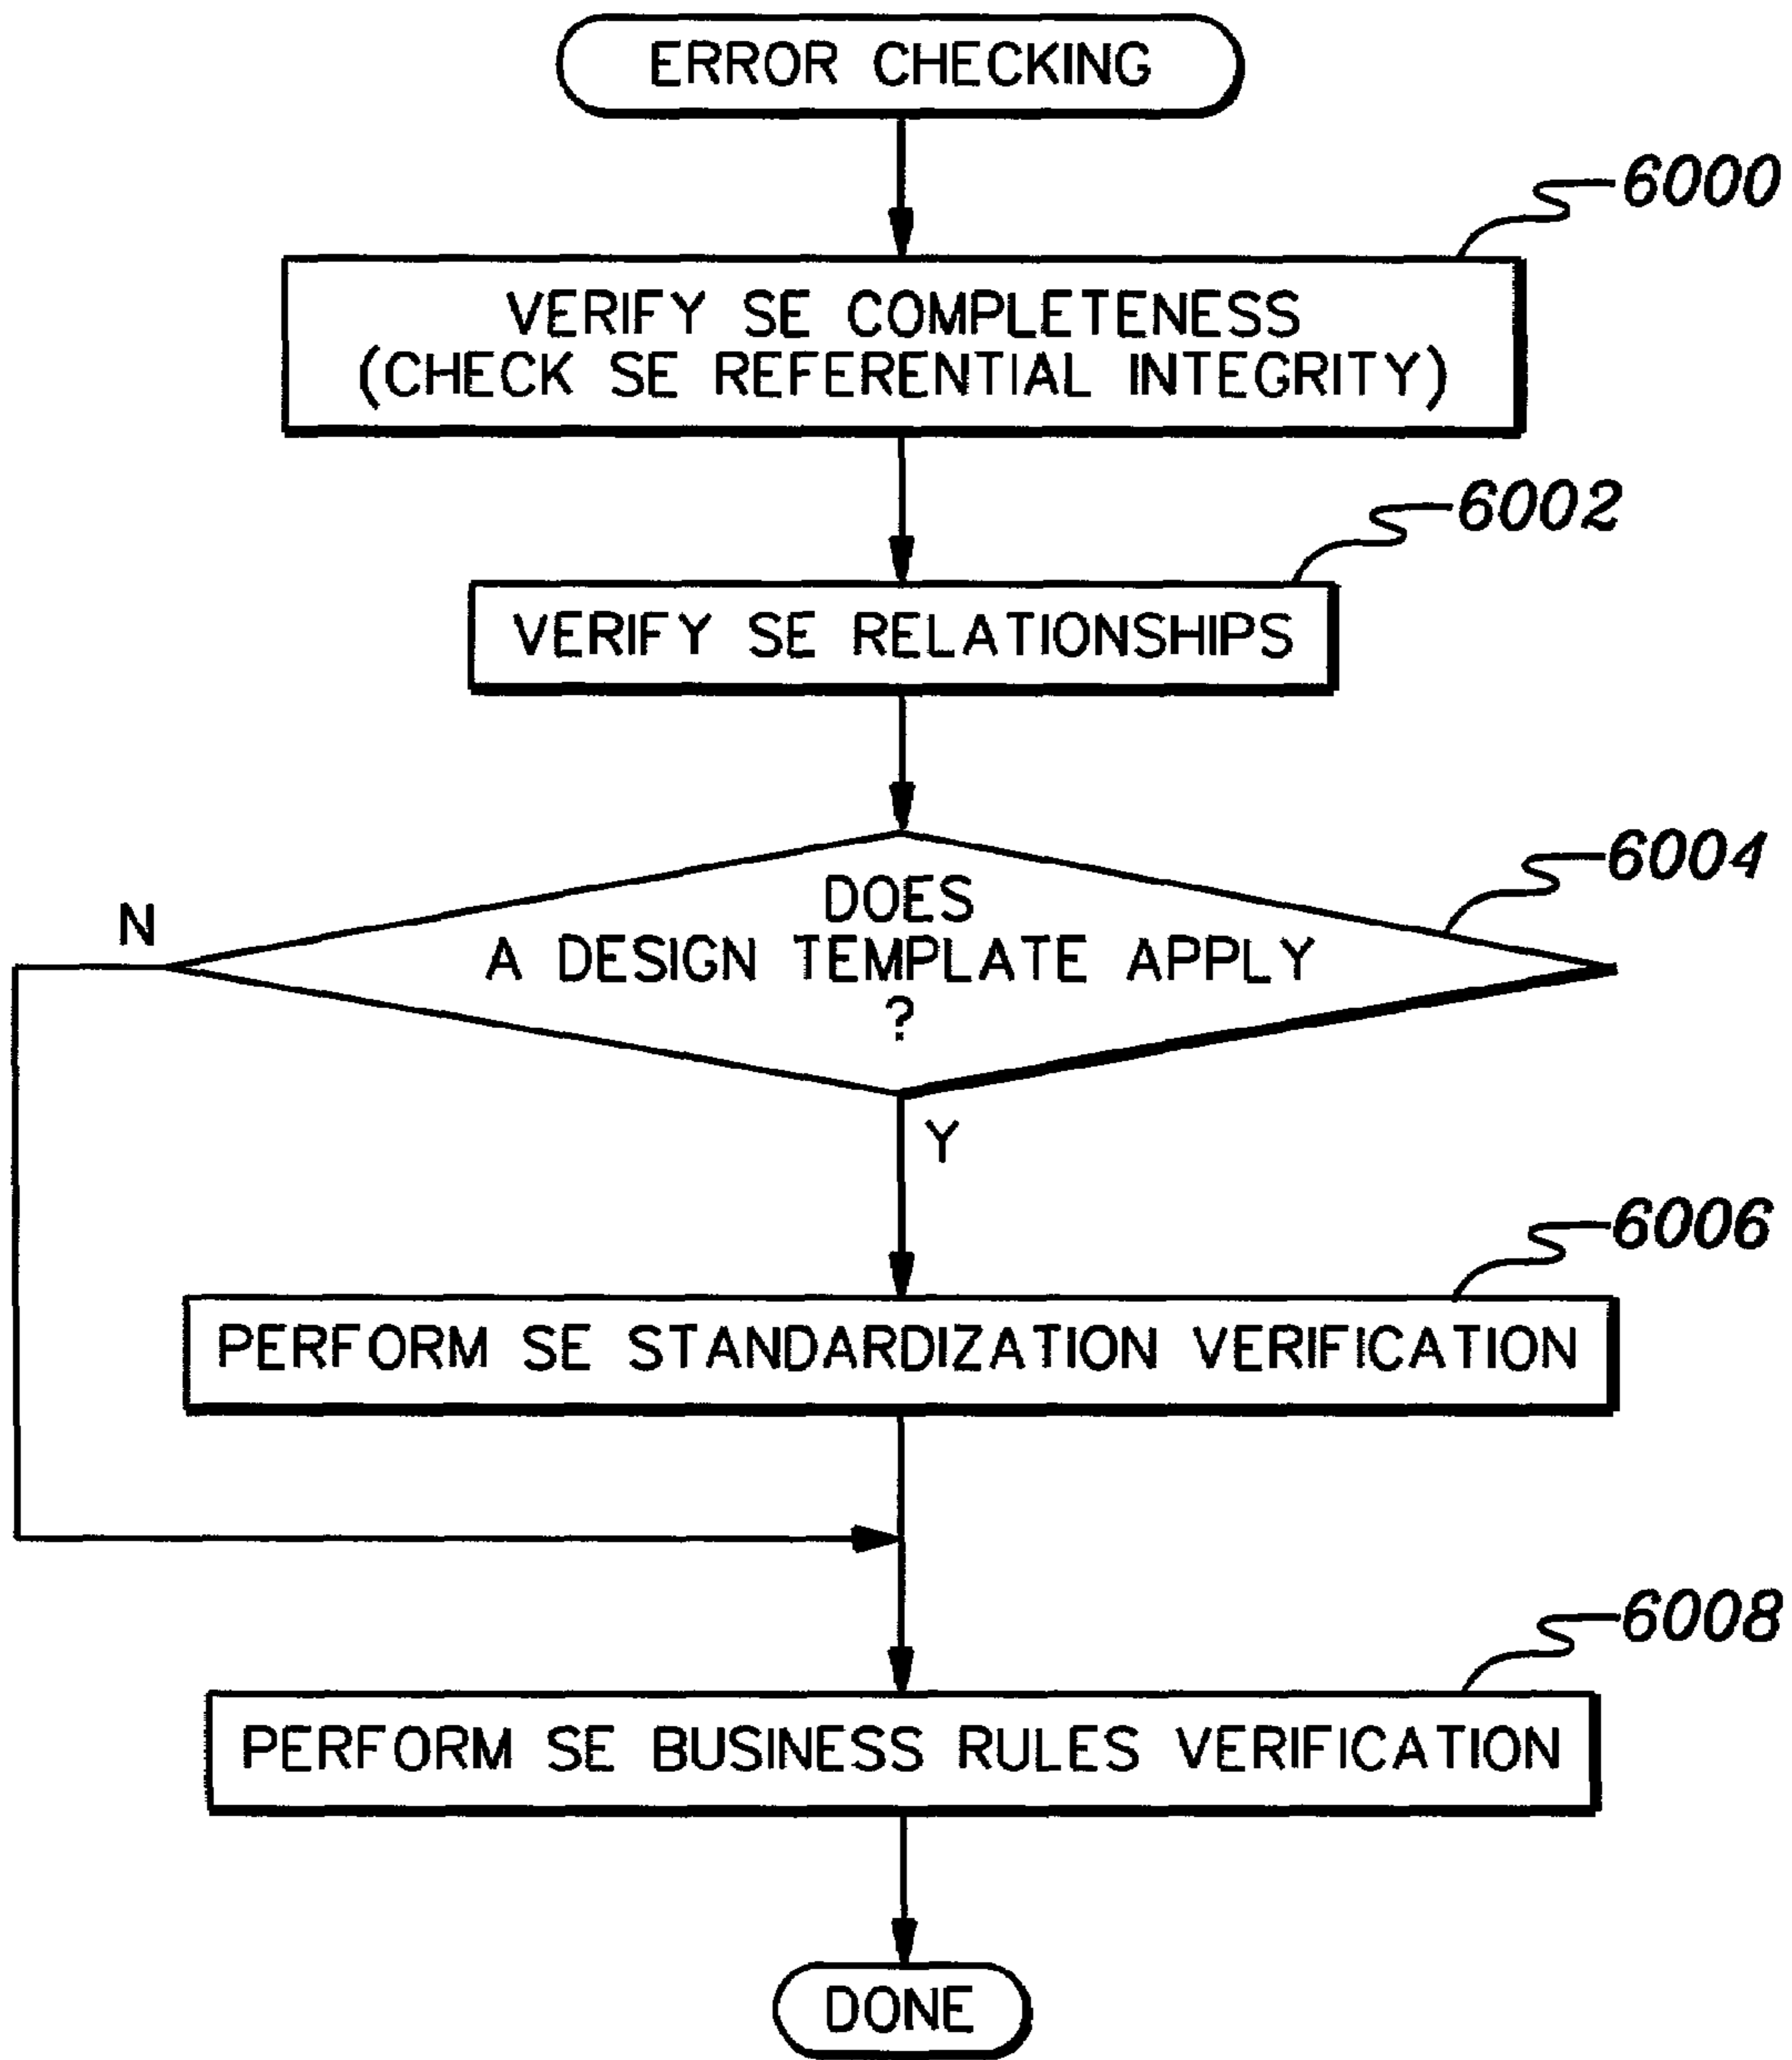 ERROR CHECKING
6000
VERIFY SE COMPLETENESS
(CHECK SE REFERENTIAL INTEGRITY)
6002
VERIFY SE RELATIONSHIPS
6004
N
DOES
A DESIGN TEMPLATE APPLY
?
Y
6006
PERFORM SE STANDARDIZATION VERIFICATION
6008
PERFORM SE BUSINESS RULES VERIFICATION
DONE